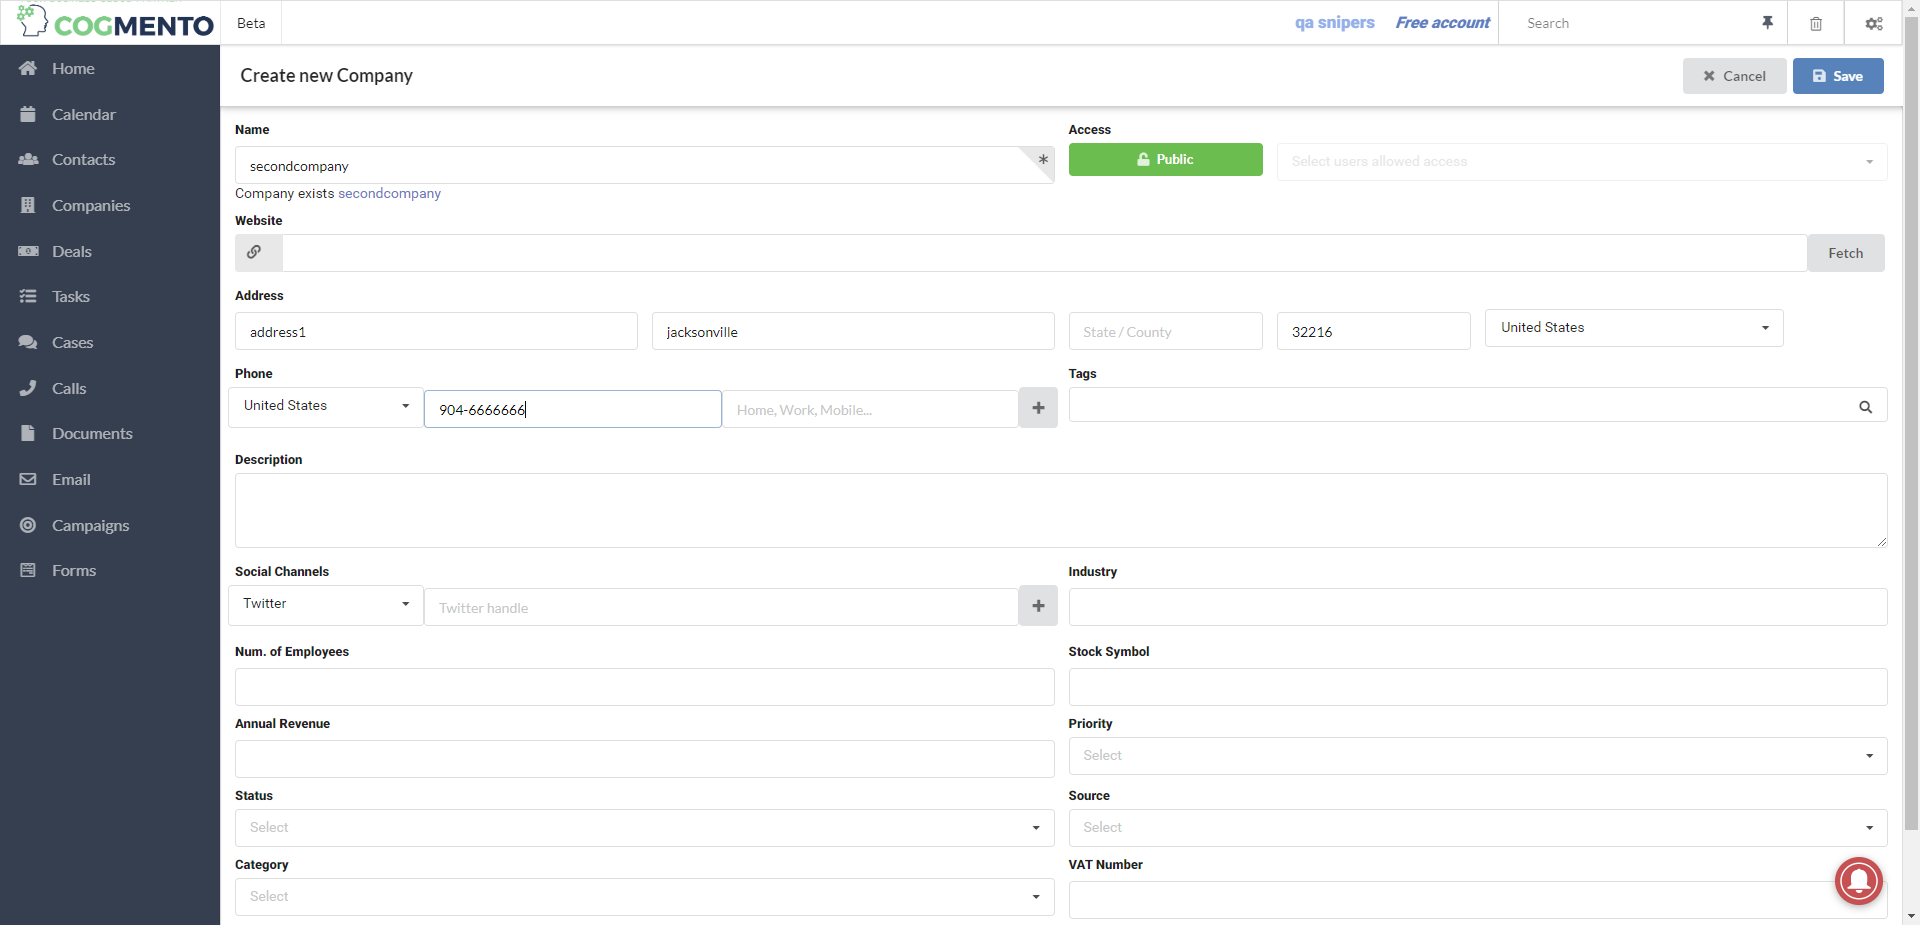 COGMENTO
Beta
qa snipers
Free account
Search
Home
Calendar
Contacts
Companies
Deals
Tasks
Cases
Calls
Documents
Email
Campaigns
Forms
Create new Company
Cancel
Save
Name
secondcompany
*
Company exists secondcompany
Access
Public
Select users allowed access
Website
Fetch
Address
address1
jacksonville
State / County
32216
United States
Phone
United States
904-6666666
Home, Work, Mobile...
Tags
Description
Social Channels
Twitter
Twitter handle
Industry
Num. of Employees
Stock Symbol
Annual Revenue
Priority
Select
Status
Select
Source
Select
Category
Select
VAT Number